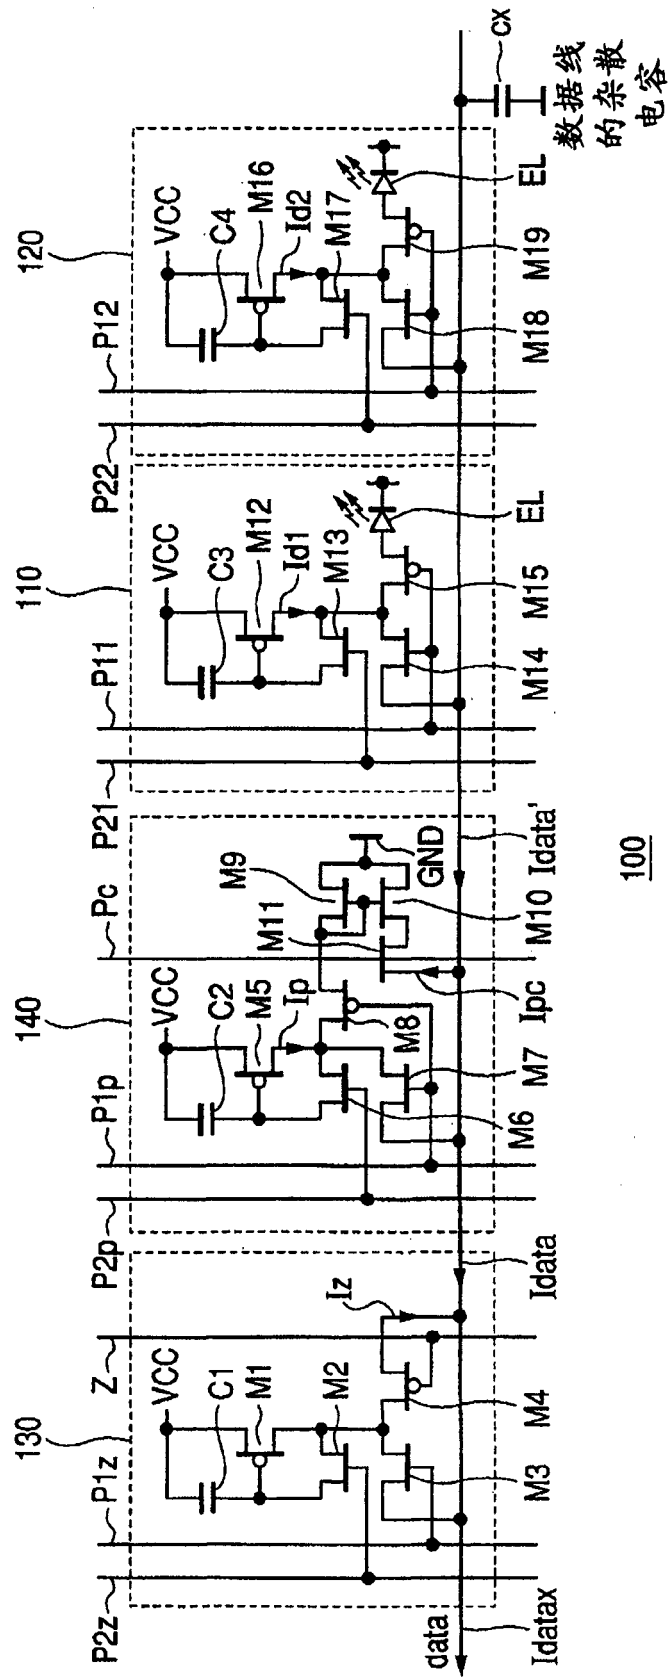 130
140
110
120
P2z
P1z
Z
P2p
P1p
Pc
P21
P11
P22
P12
VCC
C1
M1
M2
Iz
M3
M4
VCC
C2
M5
Ip
M6
M7
M8
M9
M11
GND
M10
Ipc
VCC
C3
M12
Id1
M13
M14
M15
EL
VCC
C4
M16
Id2
M17
M18
M19
EL
data
Idatax
Idata
Idata'
cx
数据线
的杂散
电容
100